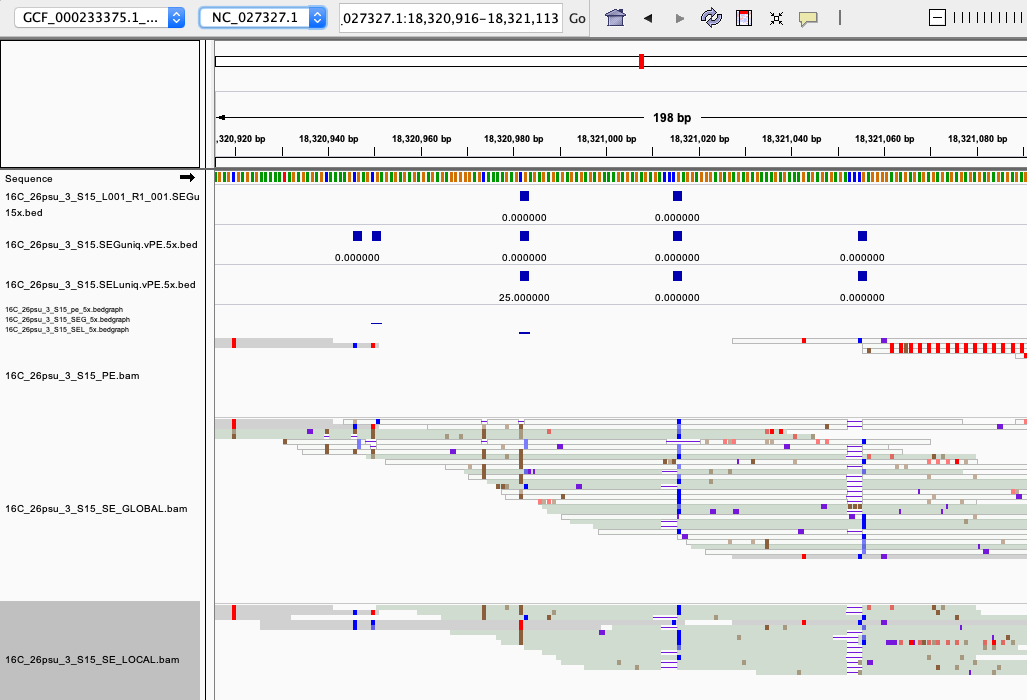 GCF_000233375.1_... NC_027327.1 .027327.1:18,320,916-18,321,113 Go
198 bp
,320,920 bp 18,320,940 bp 18,320,960 bp 18,320,980 bp 18,321,000 bp 18,321,020 bp 18,321,040 bp 18,321,060 bp 18,321,080 bp
Sequence
16C_26psu_3_S15_L001_R1_001.SEGu
15x.bed
0.000000 0.000000
16C_26psu_3_S15.SEGuniq.vPE.5x.bed
0.000000 0.000000 0.000000 0.000000
16C_26psu_3_S15.SELuniq.vPE.5x.bed
25.000000 0.000000 0.000000
16C_26psu_3_S15_pe_5x.bedgraph
16C_26psu_3_S15_SEG_5x.bedgraph
16C_26psu_3_S15_SEL_5x.bedgraph
16C_26psu_3_S15_PE.bam
16C_26psu_3_S15_SE_GLOBAL.bam
16C_26psu_3_S15_SE_LOCAL.bam